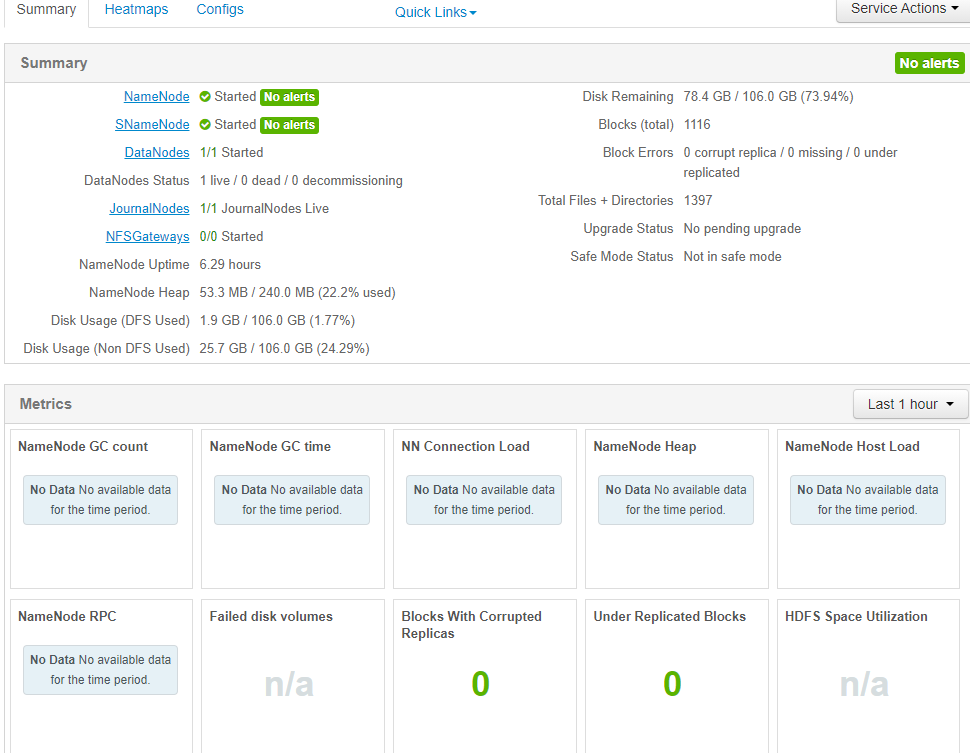 Summary
Heatmaps
Configs
Quick Links
Service Actions
Summary
No alerts
NameNode Started No alerts
SNameNode Started No alerts
DataNodes 1/1 Started
DataNodes Status 1 live / 0 dead / 0 decommissioning
JournalNodes 1/1 JournalNodes Live
NFSGateways 0/0 Started
NameNode Uptime 6.29 hours
NameNode Heap 53.3 MB / 240.0 MB (22.2% used)
Disk Usage (DFS Used) 1.9 GB / 106.0 GB (1.77%)
Disk Usage (Non DFS Used) 25.7 GB / 106.0 GB (24.29%)
Disk Remaining 78.4 GB / 106.0 GB (73.94%)
Blocks (total) 1116
Block Errors 0 corrupt replica / 0 missing / 0 under
replicated
Total Files + Directories 1397
Upgrade Status No pending upgrade
Safe Mode Status Not in safe mode
Metrics
Last 1 hour
NameNode GC count
No Data No available data
for the time period.
NameNode GC time
No Data No available data
for the time period.
NN Connection Load
No Data No available data
for the time period.
NameNode Heap
No Data No available data
for the time period.
NameNode Host Load
No Data No available data
for the time period.
NameNode RPC
No Data No available data
for the time period.
Failed disk volumes
n/a
Blocks With Corrupted
Replicas
0
Under Replicated Blocks
0
HDFS Space Utilization
n/a